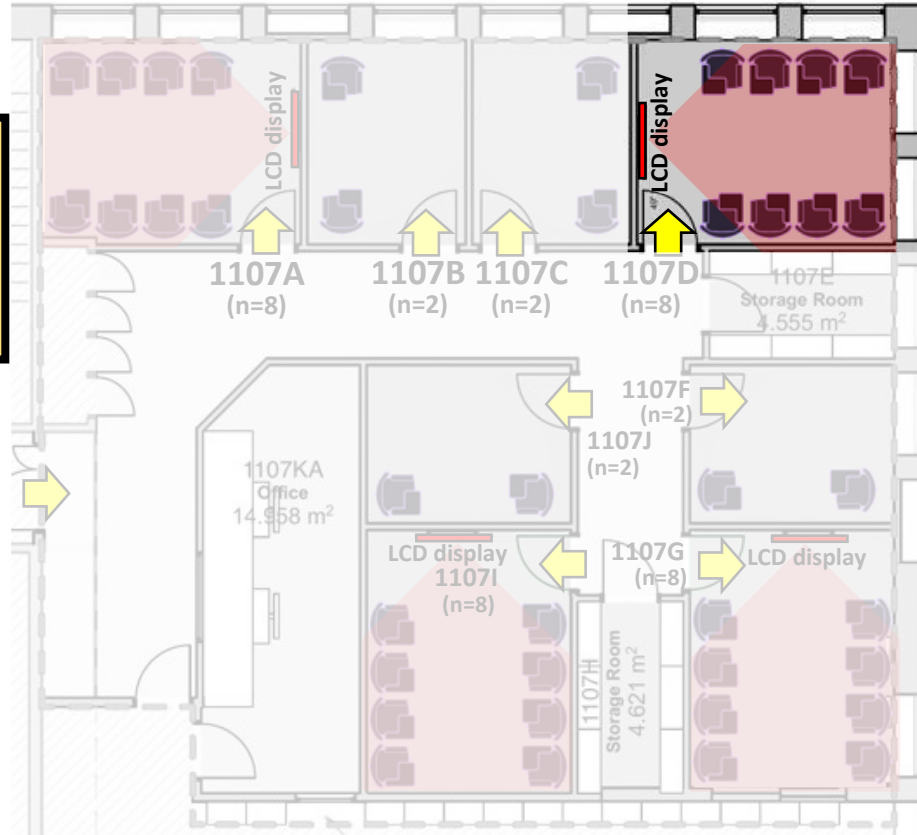 LCD display
LCD display
1107A
(n=8)
1107B
(n=2)
1107C
(n=2)
1107D
(n=8)
1107E
Storage Room
4.555 m²
1107F
(n=2)
1107J
(n=2)
1107KA
Office
14.958 m²
LCD display
1107I
(n=8)
1107G
(n=8)
LCD display
1107H
Storage Room
4.621 m²